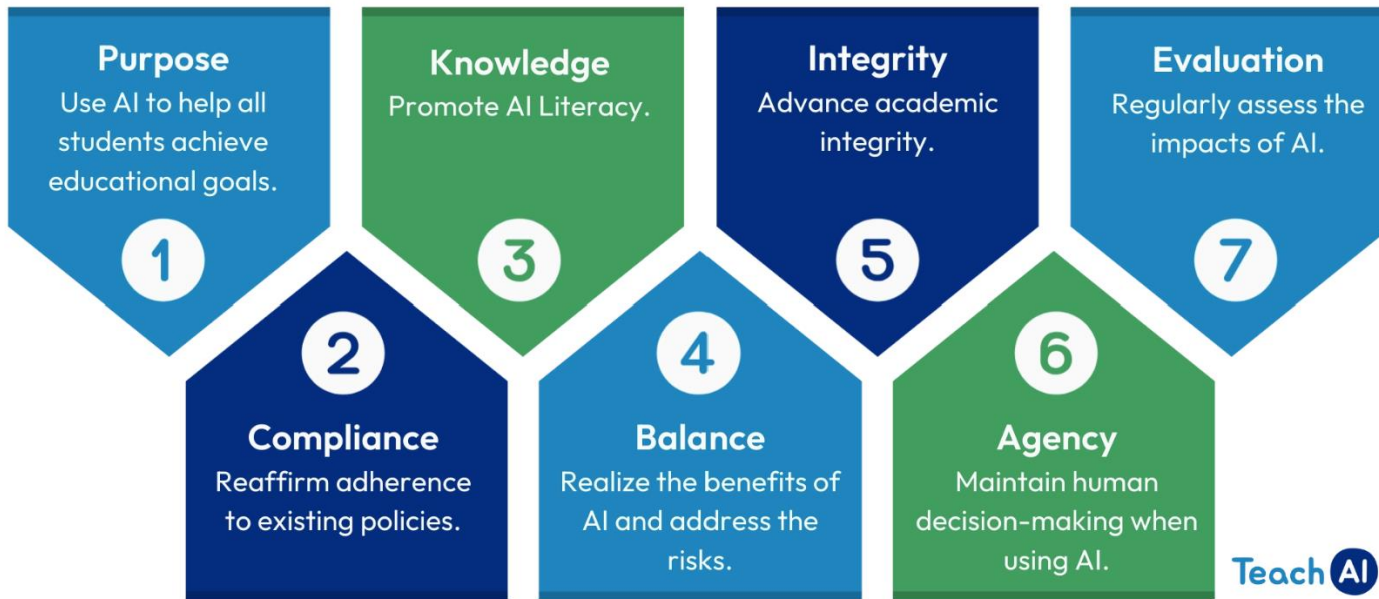 Purpose
Use AI to help all
students achieve
educational goals.
1
2
Compliance
Reaffirm adherence
to existing policies.
Knowledge
Promote AI Literacy.
3
4
Balance
Realize the benefits of
AI and address the
risks.
Integrity
Advance academic
integrity.
5
6
Agency
Maintain human
decision-making when
using AI.
Evaluation
Regularly assess the
impacts of AI.
7
Teach AI